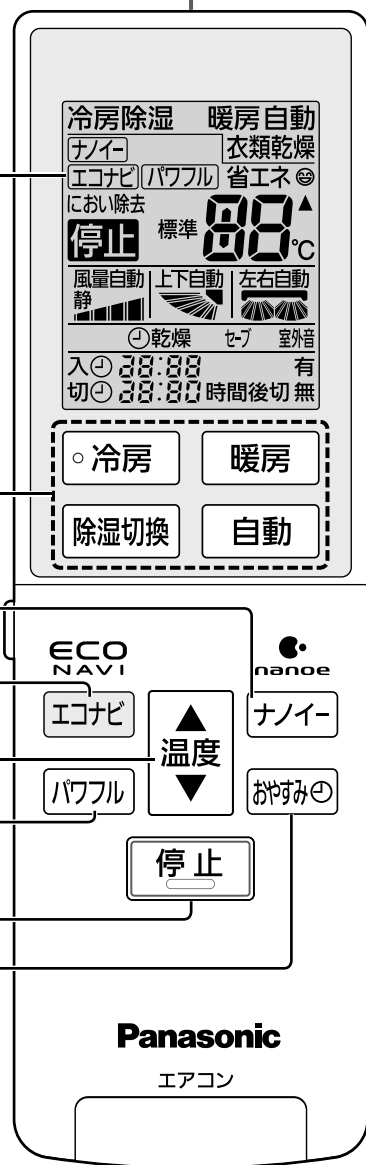 冷房除湿 暖房自動
ナノイー 衣類乾燥
エコナビ パワフル 省エネ
におい除去
停止 標準 88 ℃
風量自動 上下自動 左右自動
静
乾燥 セーブ 室外音
入 88:88 有
切 88:88 時間後切 無
冷房 暖房
除湿切換 自動
ECO NAVI nanoe
エコナビ ▲ 温度 ▼ ナノイー
パワフル おやすみ
停止
Panasonic
エアコン